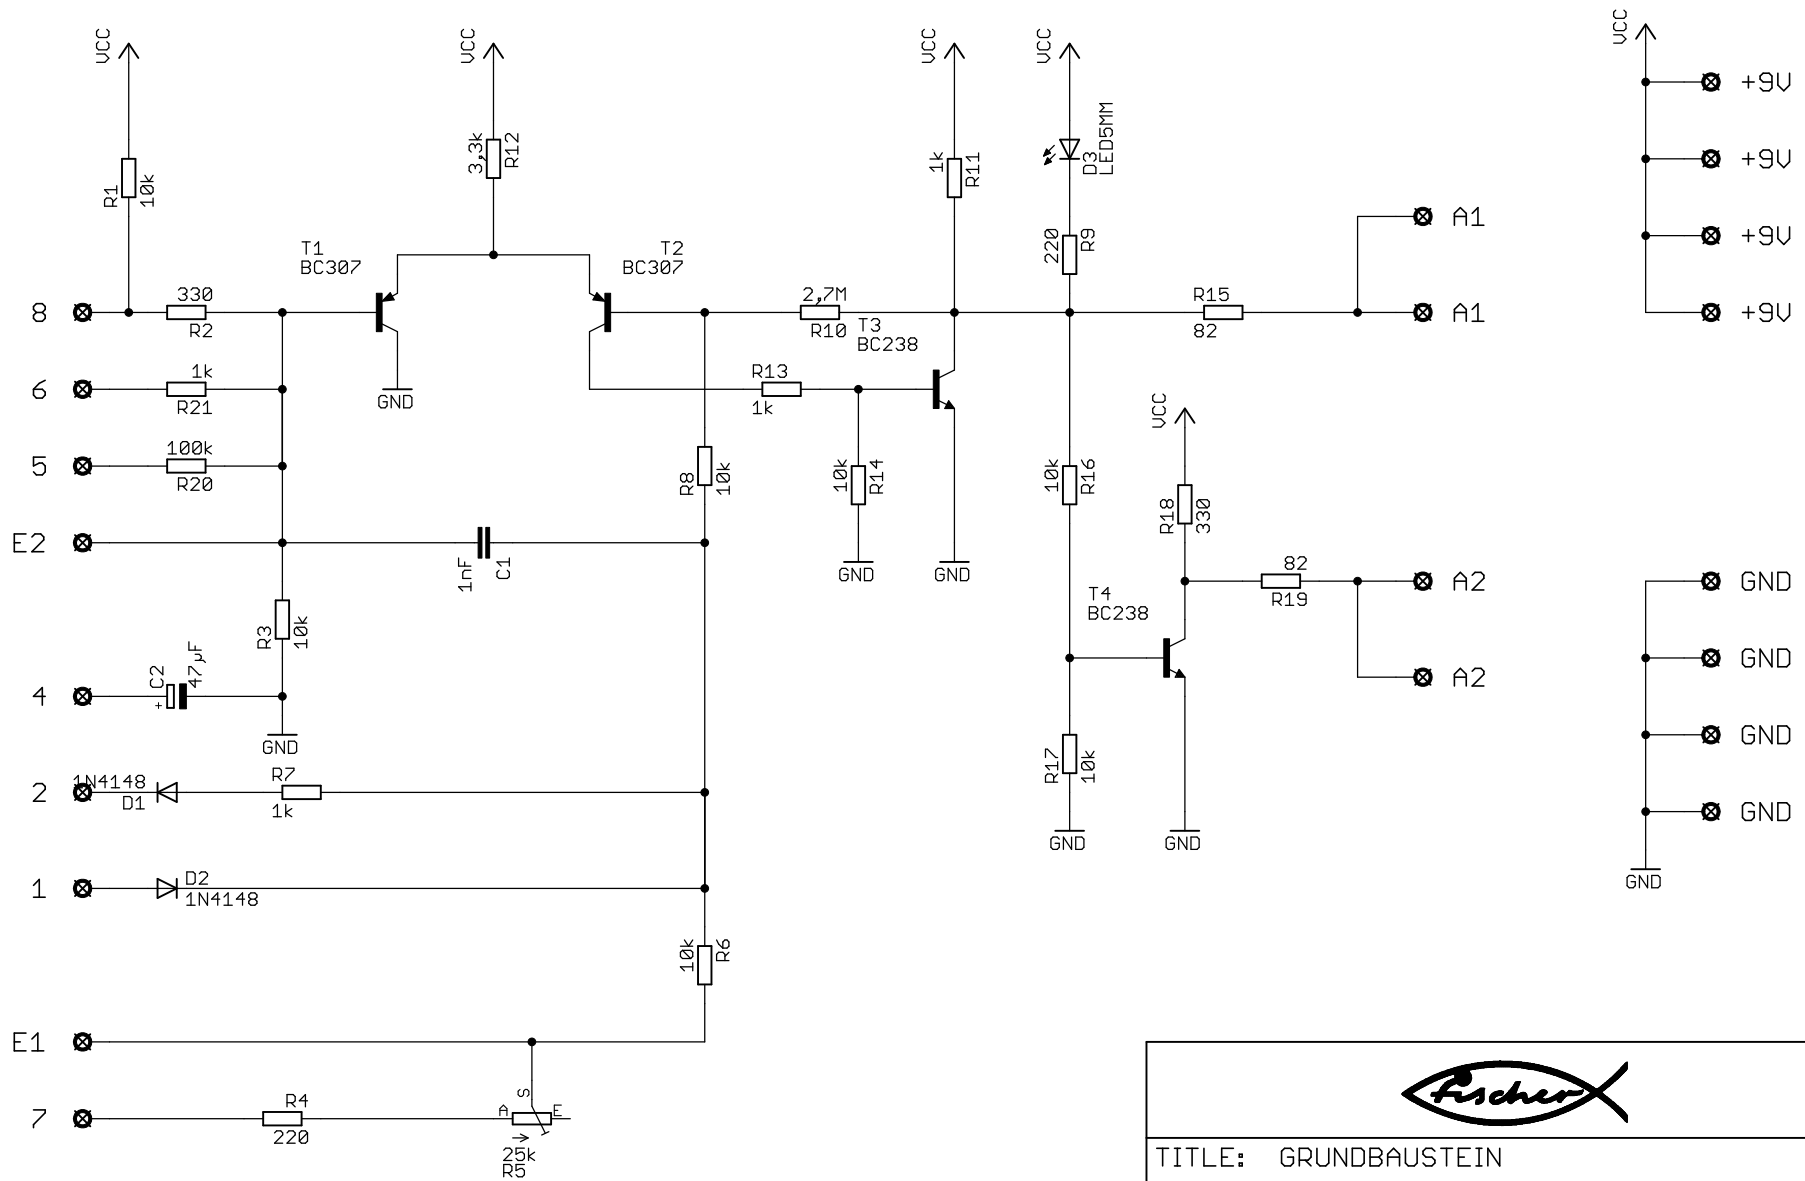 VCC
VCC
VCC
VCC
VCC
+9V
+9V
+9V
+9V
R1
10k
3,3k
R12
1k
R11
D3
LED5MM
220
R9
T1
BC307
T2
BC307
8
330
R2
2,7M
R10
T3
BC238
R15
82
A1
A1
6
1k
R21
GND
R13
1k
5
100k
R20
R8
10k
10k
R14
10k
R16
VCC
R18
330
E2
1nF
C1
GND
GND
82
R19
A2
A2
T4
BC238
GND
GND
GND
GND
GND
R3
10k
4
C2
+
47µF
GND
2
1N4148
D1
R7
1k
R17
10k
GND
GND
1
D2
1N4148
10k
R6
E1
7
R4
220
A
S
E
25k
R5
fischer
TITLE: GRUNDBAUSTEIN